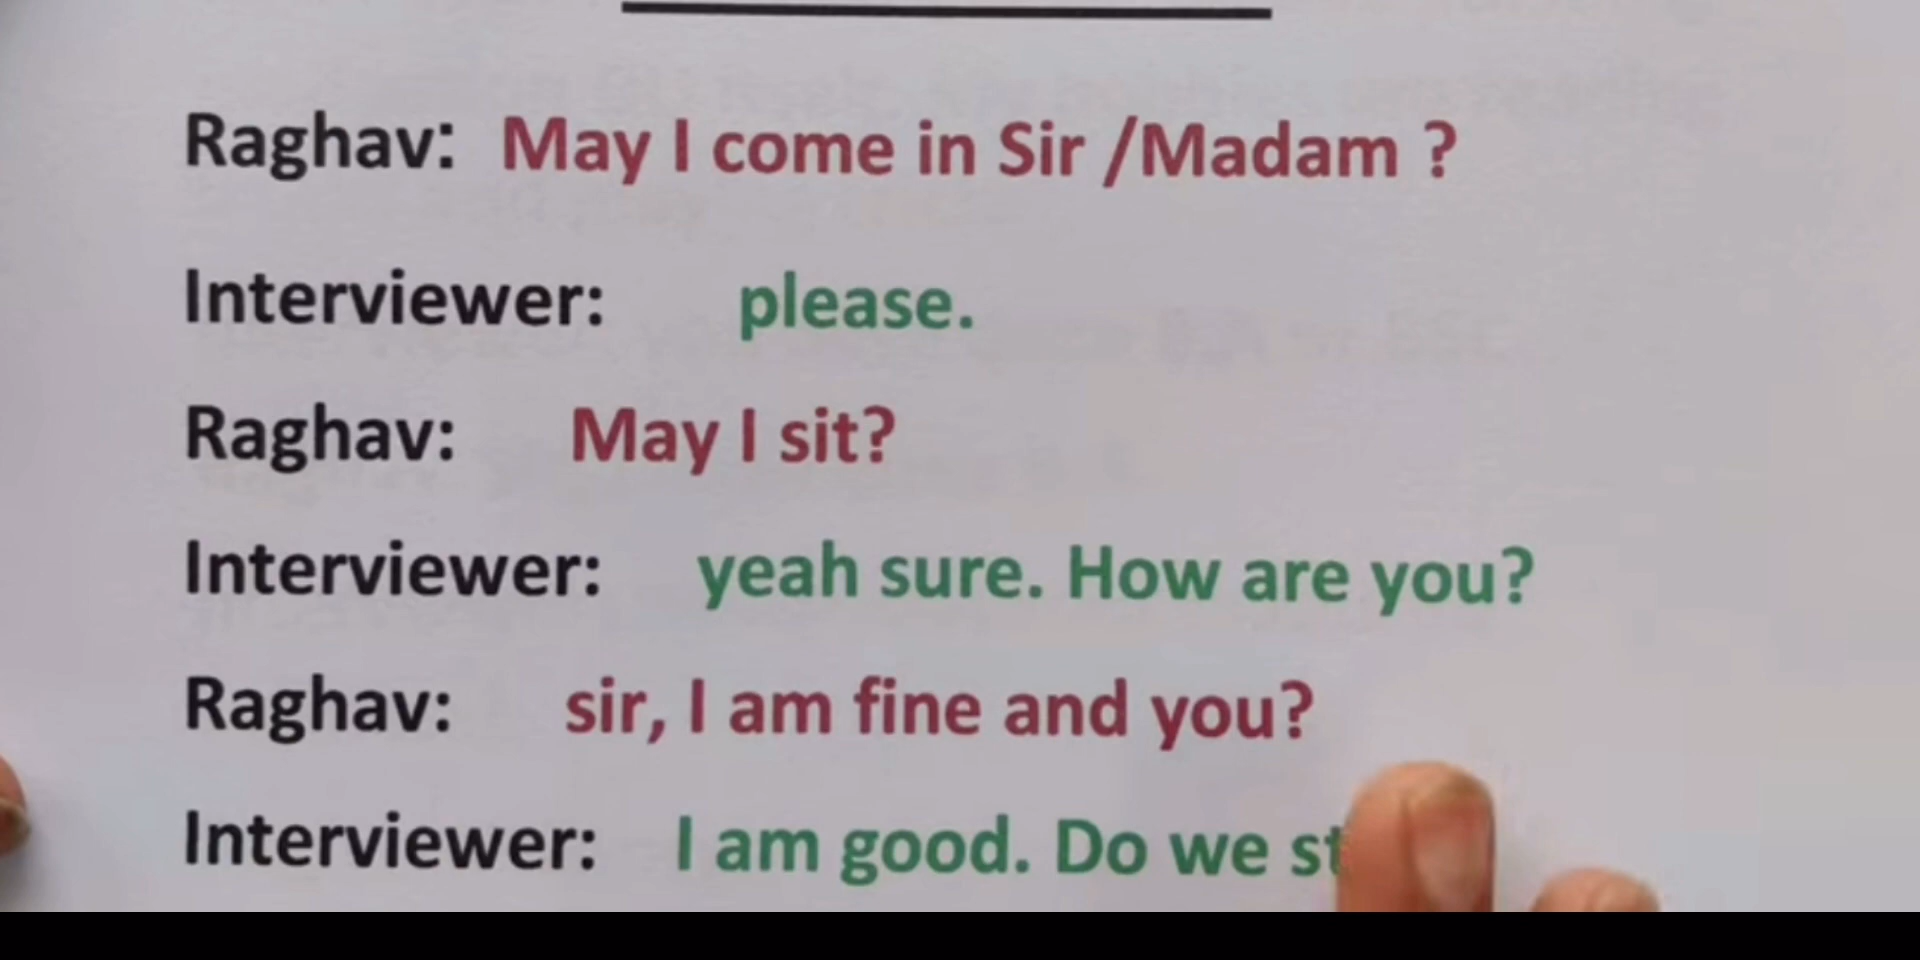 Raghav: May I come in Sir /Madam ?
Interviewer: please.
Raghav: May I sit?
Interviewer: yeah sure. How are you?
Raghav: sir, I am fine and you?
Interviewer: I am good. Do we